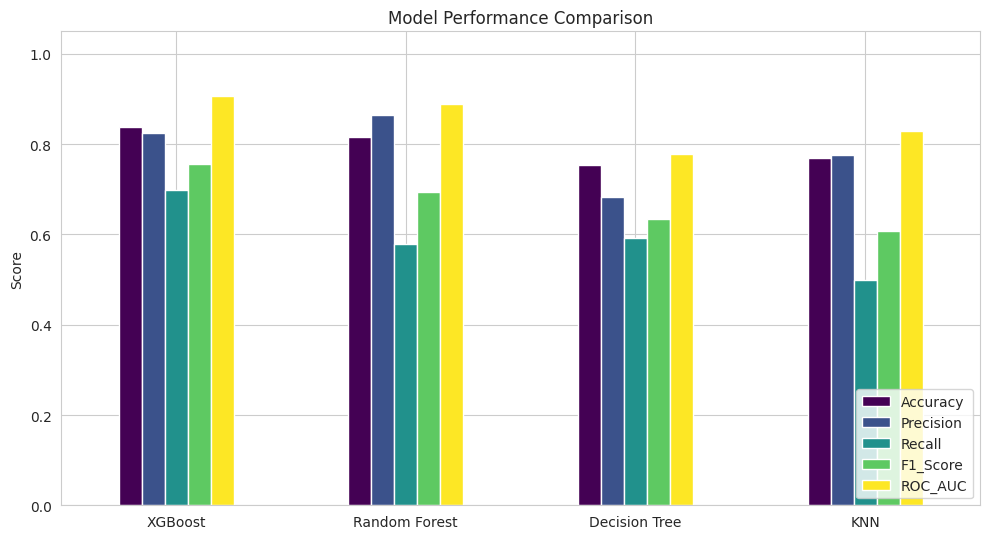 Model Performance Comparison
Score
1.0
0.8
0.6
0.4
0.2
0.0
XGBoost
Random Forest
Decision Tree
KNN
Accuracy
Precision
Recall
F1_Score
ROC_AUC